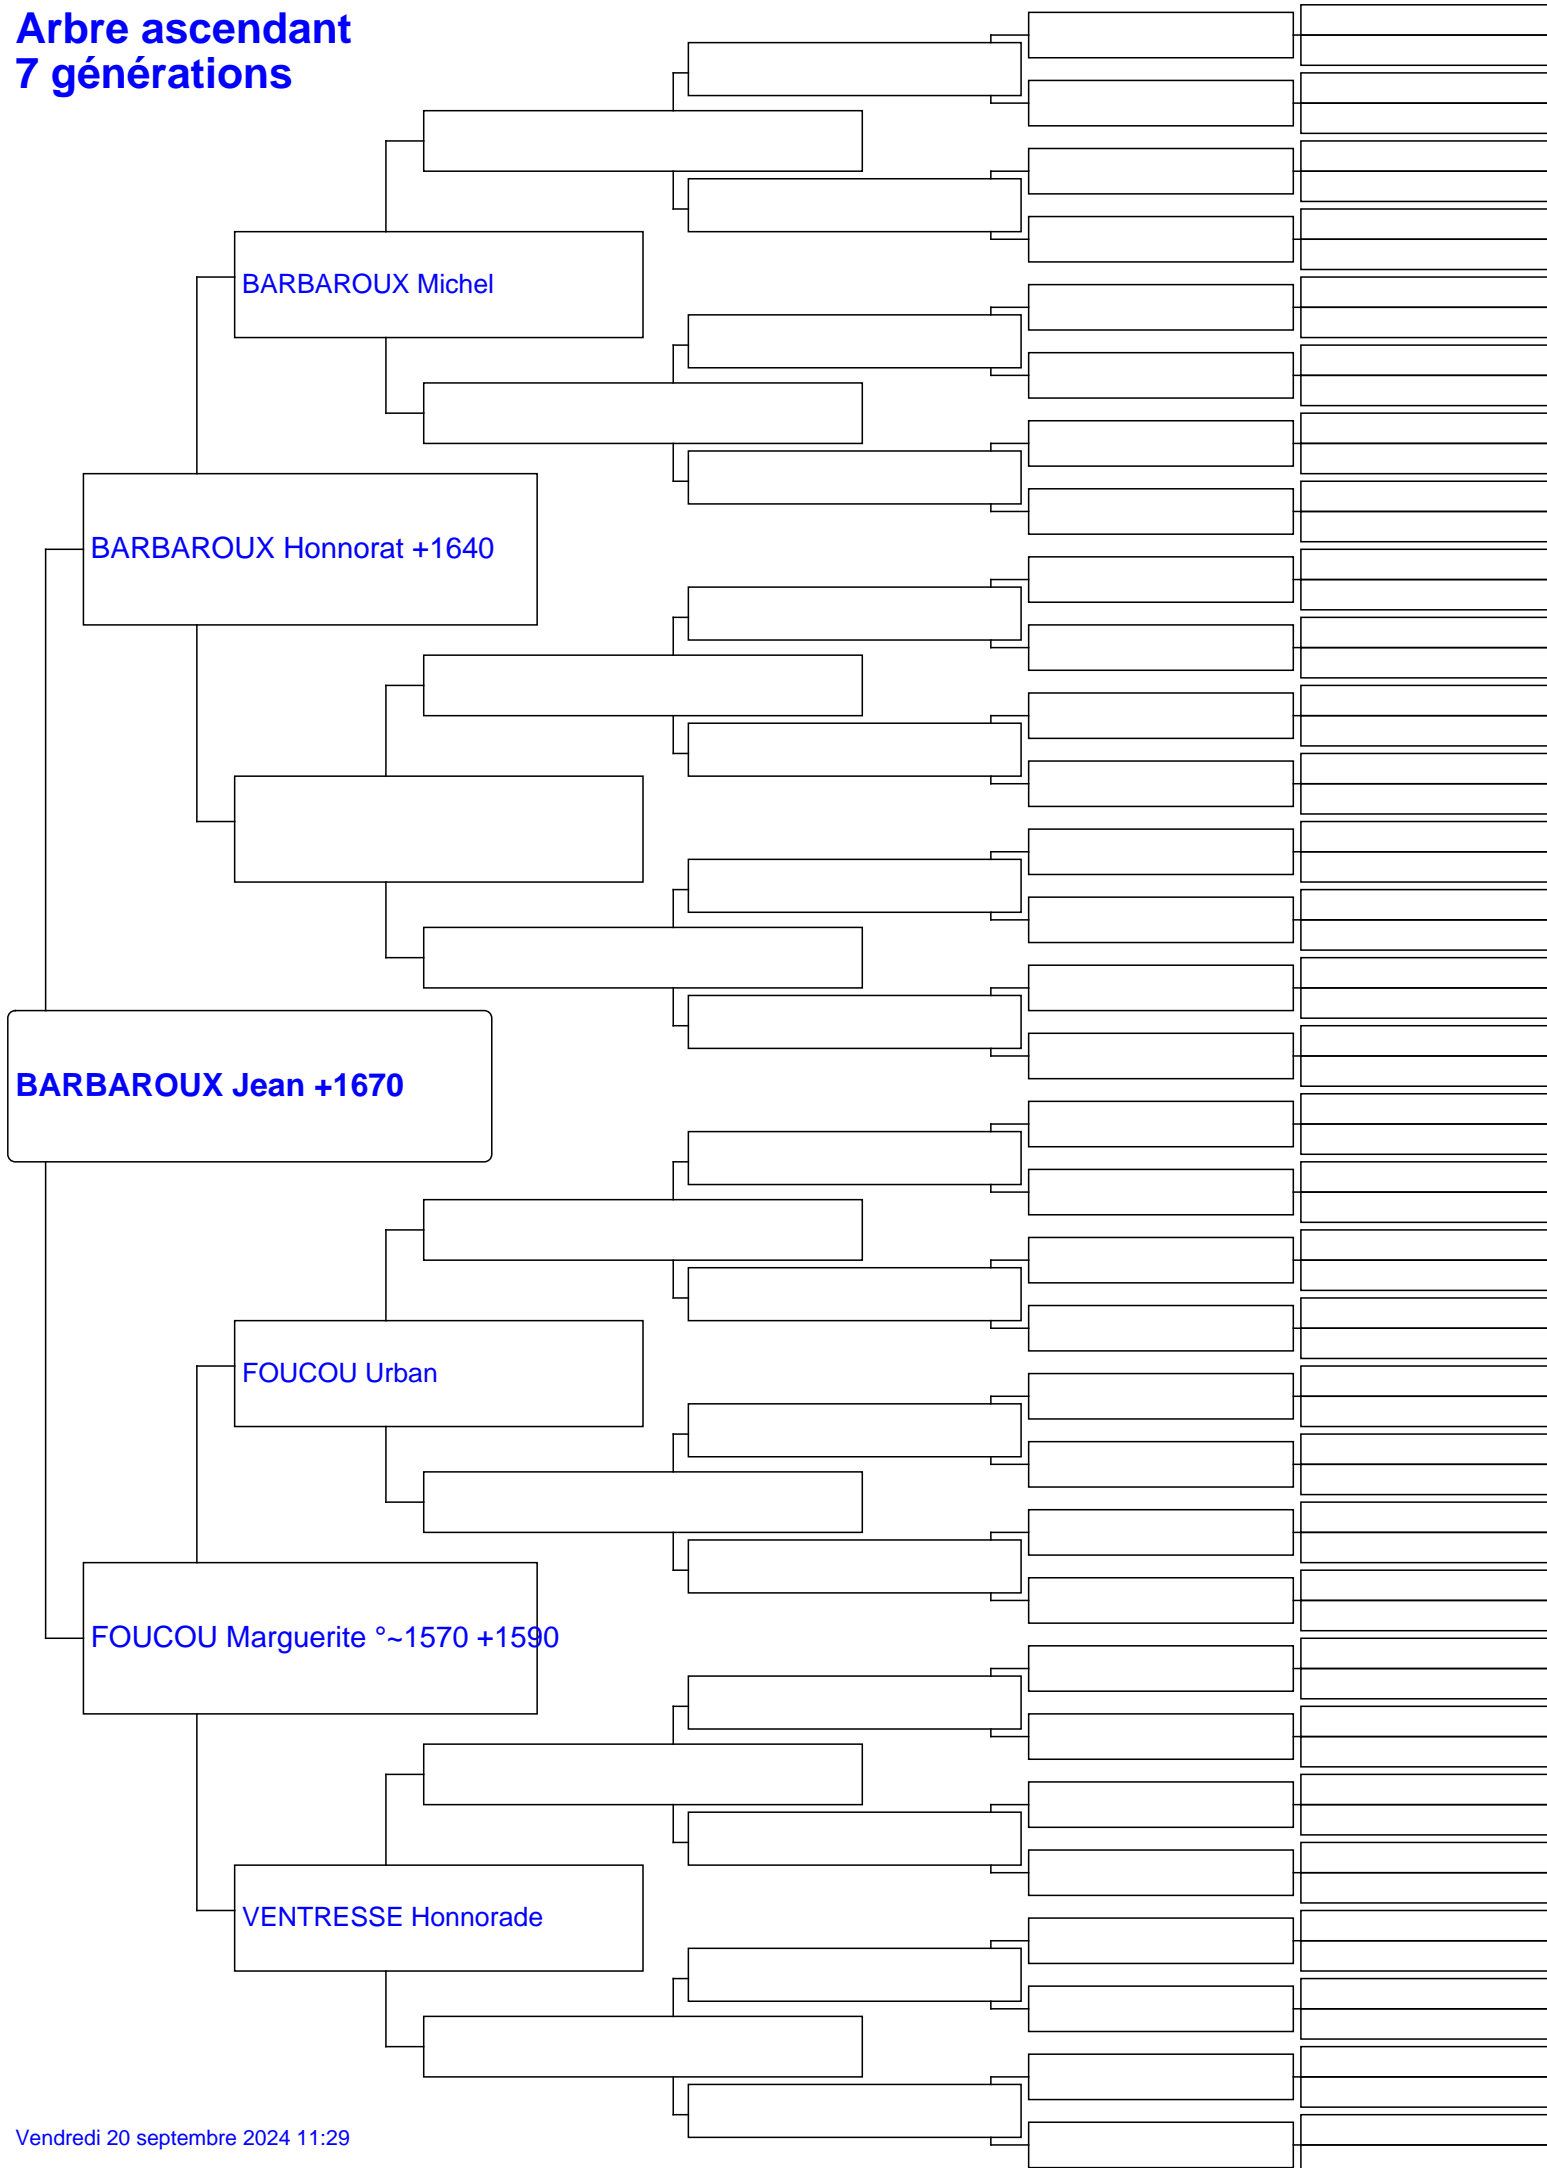 Arbre ascendant
7 générations
BARBAROUX Michel
BARBAROUX Honnorat +1640
BARBAROUX Jean +1670
FOUCOU Urban
FOUCOU Marguerite °~1570 +1590
VENTRESSE Honnorade
Vendredi 20 septembre 2024 11:29